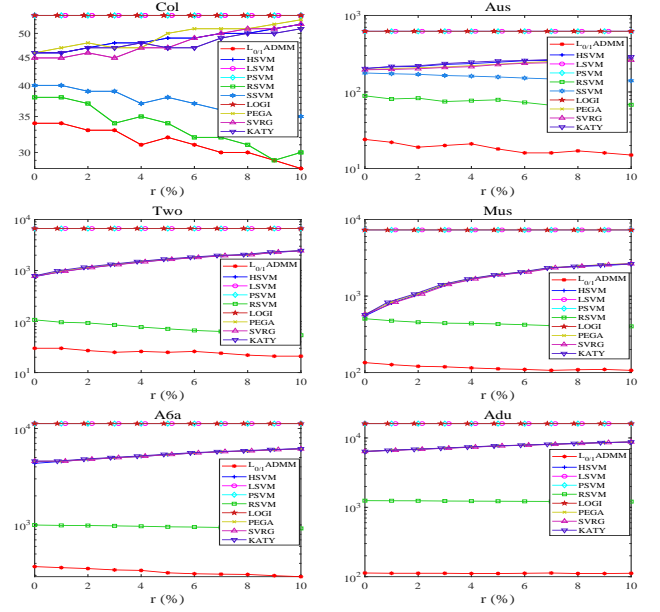 Col
50
45
40
35
30
0 2 4 6 8 10
r (%)
L0/1ADMM
HSVM
LSVM
PSVM
RSVM
SSVM
LOGI
PEGA
SVRG
KATY
Aus
10^3
10^2
10^1
0 2 4 6 8 10
r (%)
L0/1ADMM
HSVM
LSVM
PSVM
RSVM
SSVM
LOGI
PEGA
SVRG
KATY
Two
10^4
10^3
10^2
10^1
0 2 4 6 8 10
r (%)
L0/1ADMM
HSVM
LSVM
PSVM
RSVM
LOGI
PEGA
SVRG
KATY
Mus
10^4
10^3
10^2
0 2 4 6 8 10
r (%)
L0/1ADMM
HSVM
LSVM
PSVM
RSVM
LOGI
PEGA
SVRG
KATY
A6a
10^4
10^3
0 2 4 6 8 10
r (%)
L0/1ADMM
HSVM
LSVM
PSVM
RSVM
LOGI
PEGA
SVRG
KATY
Adu
10^4
10^3
10^2
0 2 4 6 8 10
r (%)
L0/1ADMM
HSVM
LSVM
PSVM
RSVM
LOGI
PEGA
SVRG
KATY